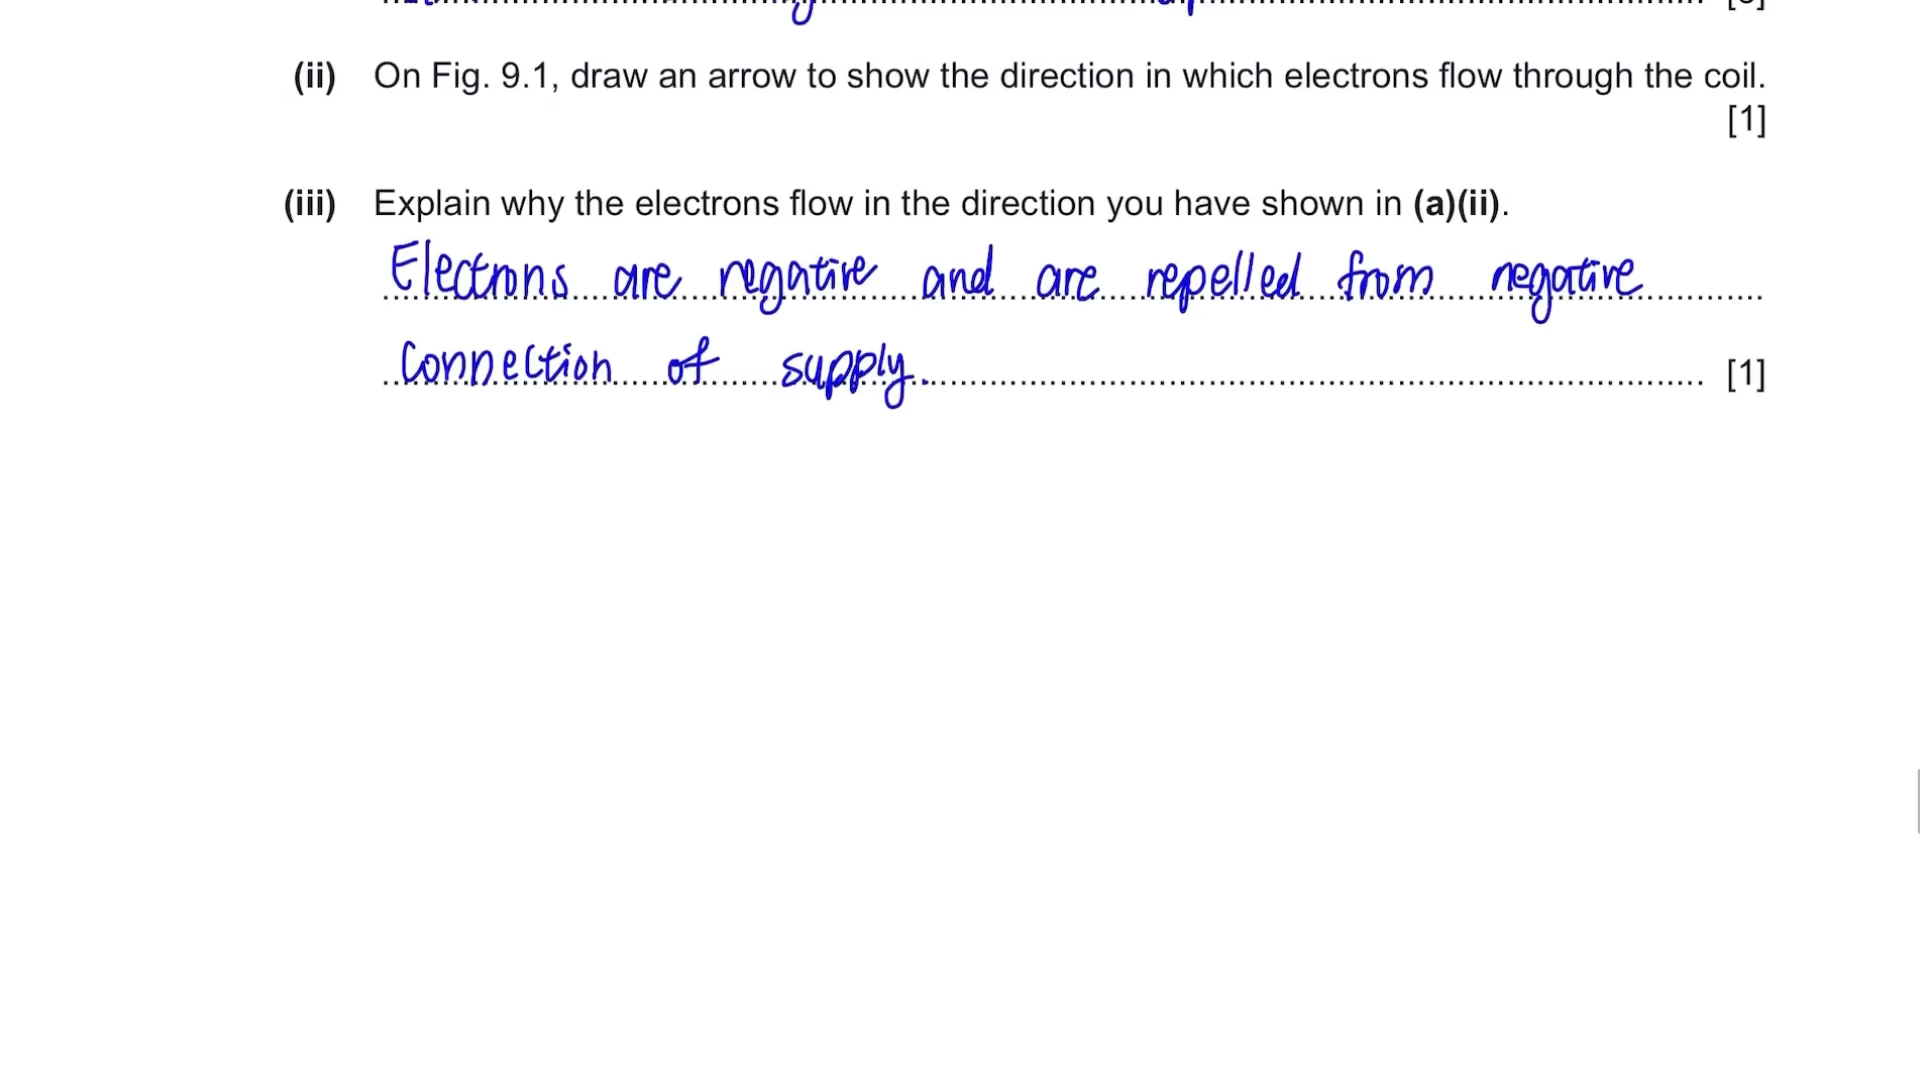 (ii) On Fig. 9.1, draw an arrow to show the direction in which electrons flow through the coil.
[1]
(iii) Explain why the electrons flow in the direction you have shown in (a)(ii).
Electrons are negative and are repelled from negative
connection of supply. [1]